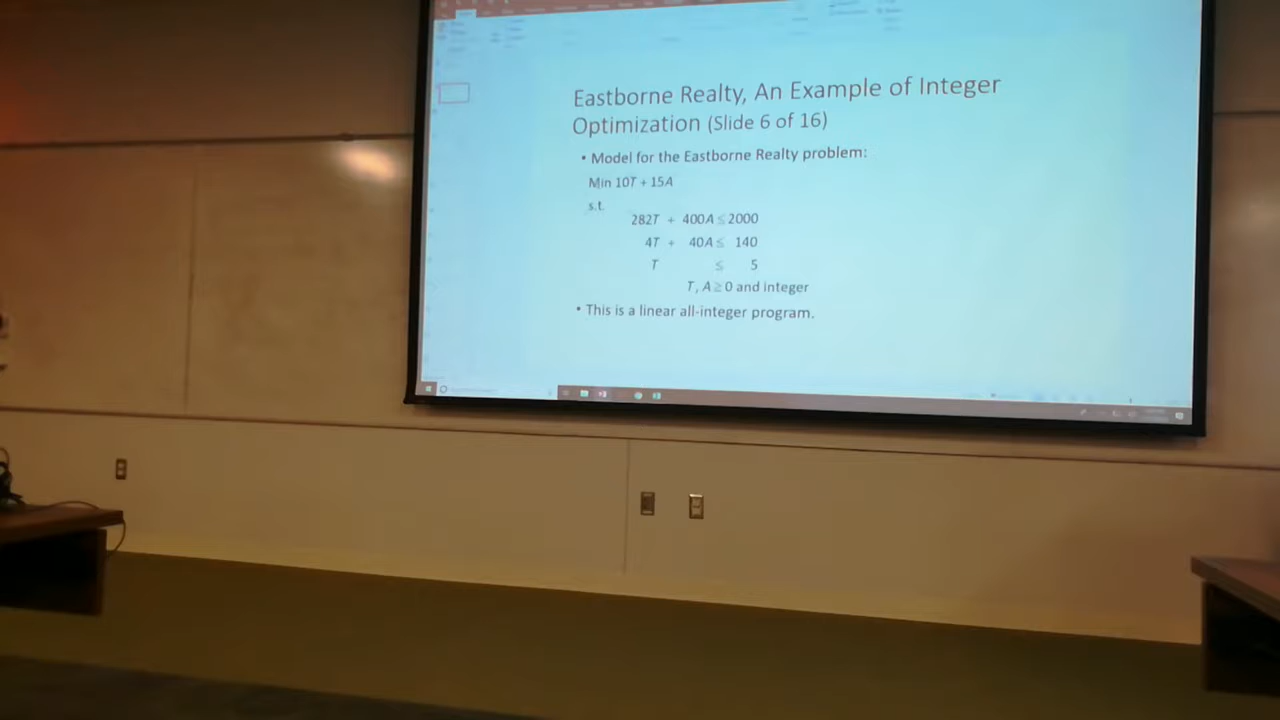 Eastborne Realty, An Example of Integer
Optimization (Slide 6 of 16)
• Model for the Eastborne Realty problem:
Min 10T + 15A
s.t.
282T + 400A ≤ 2000
4T + 40A ≤ 140
T ≤ 5
T, A ≥ 0 and integer
• This is a linear all-integer program.